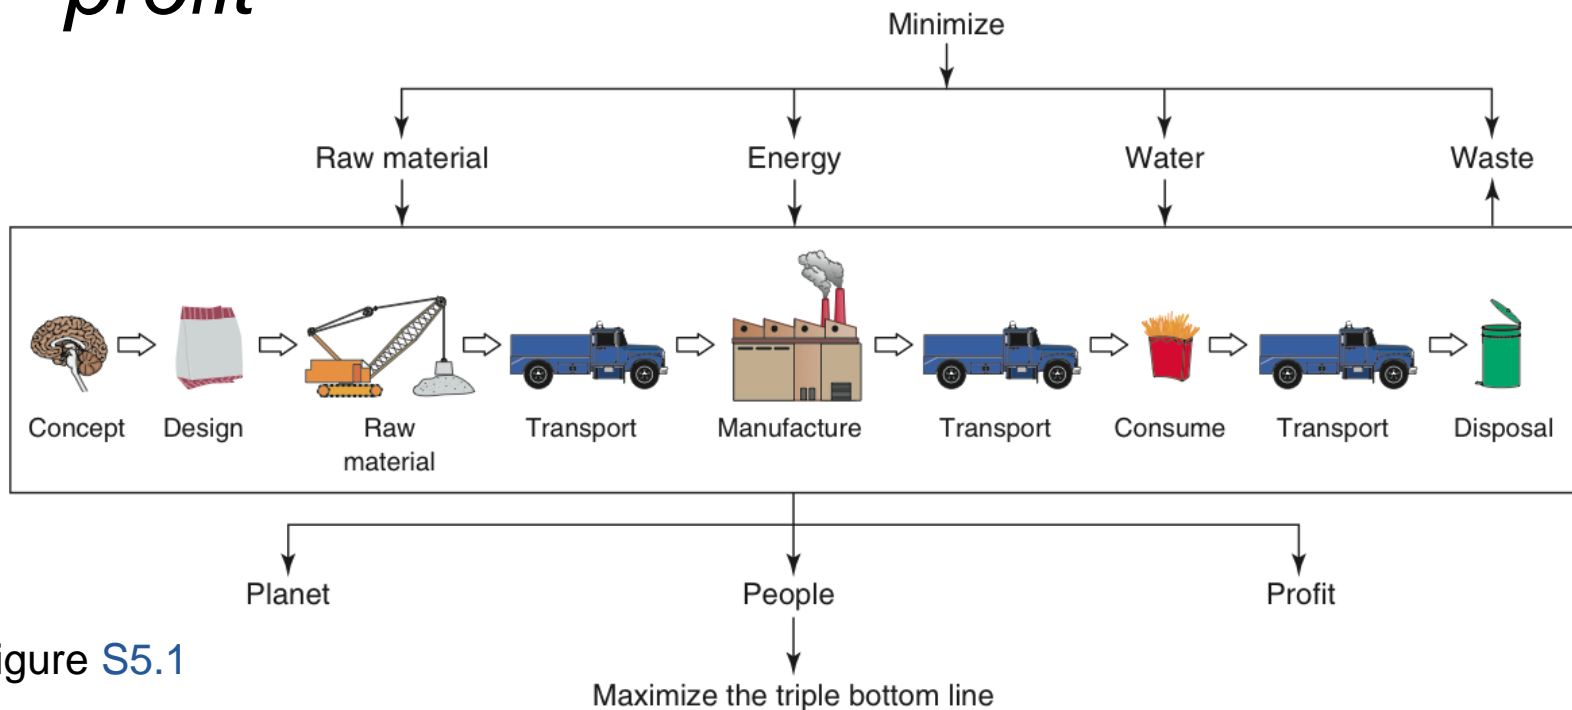 profit
Minimize
Raw material Energy Water Waste
Concept Design Raw material Transport Manufacture Transport Consume Transport Disposal
Planet People Profit
igure S5.1
Maximize the triple bottom line